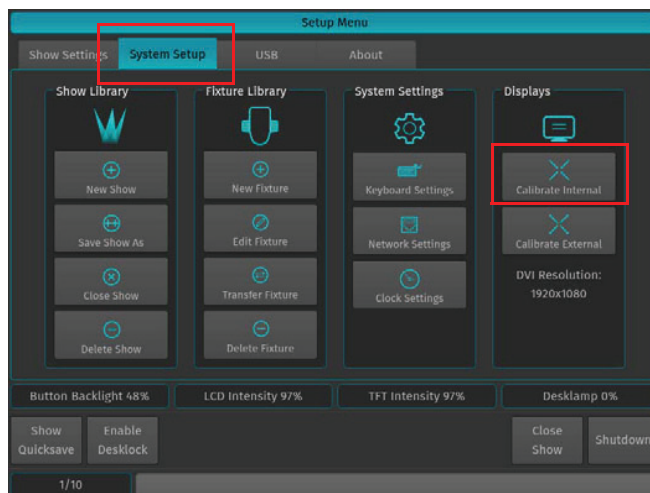 Setup Menu
Show Settings System Setup USB About
Show Library Fixture Library System Settings Displays
New Show New Fixture Keyboard Settings Calibrate Internal
Save Show As Edit Fixture Network Settings Calibrate External
Close Show Transfer Fixture Clock Settings DVI Resolution:
1920x1080
Delete Show Delete Fixture
Button Backlight 48% LCD Intensity 97% TFT Intensity 97% Desklamp 0%
Show Enable Close Shutdown
Quicksave Desklock Show
1/10